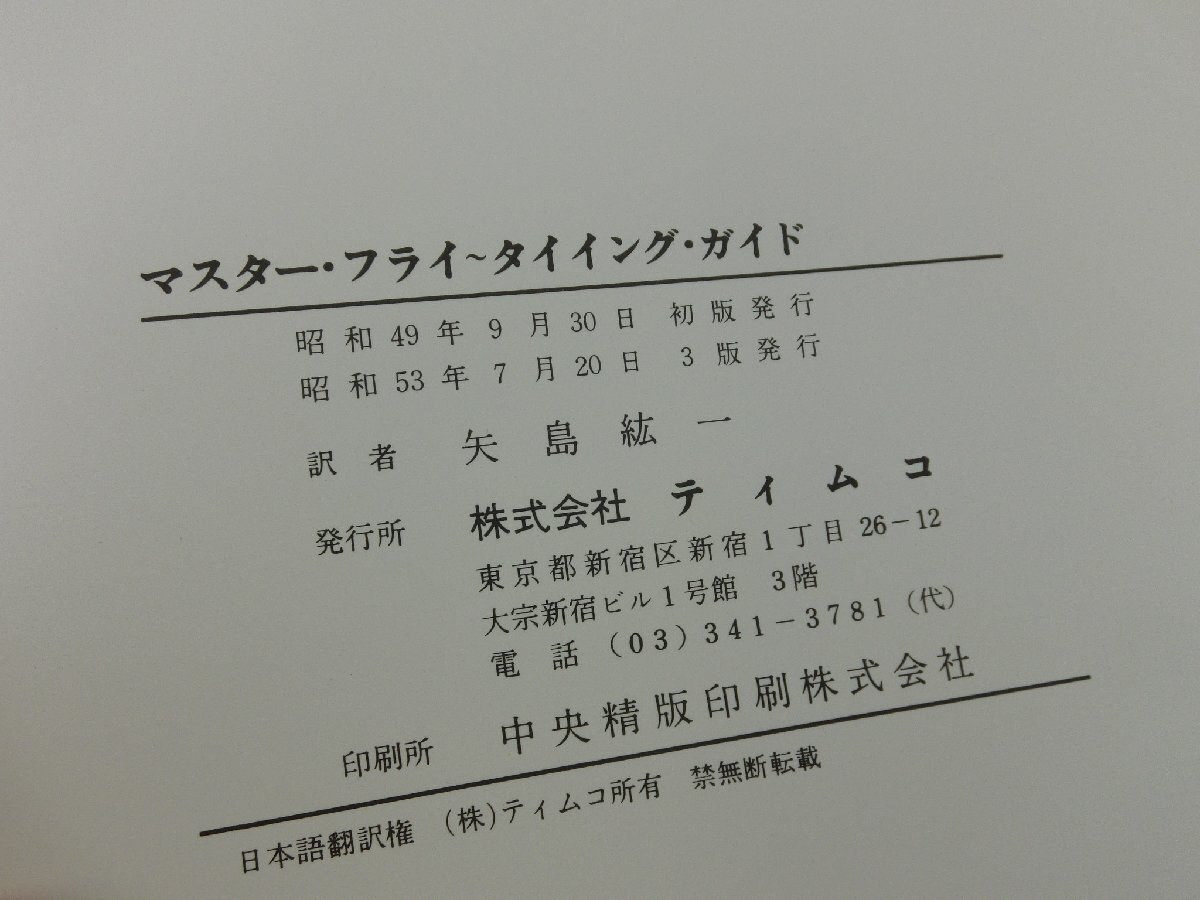 マスター・フライ～タイイング・ガイド
昭和49年9月30日 初版発行
昭和53年7月20日 3版発行
訳者 矢島紘一
発行所 株式会社 ティムコ
東京都新宿区新宿1丁目26−12
大宗新宿ビル1号館 3階
電話 (03)341−3781(代)
印刷所 中央精版印刷株式会社
日本語翻訳権 (株)ティムコ所有 禁無断転載